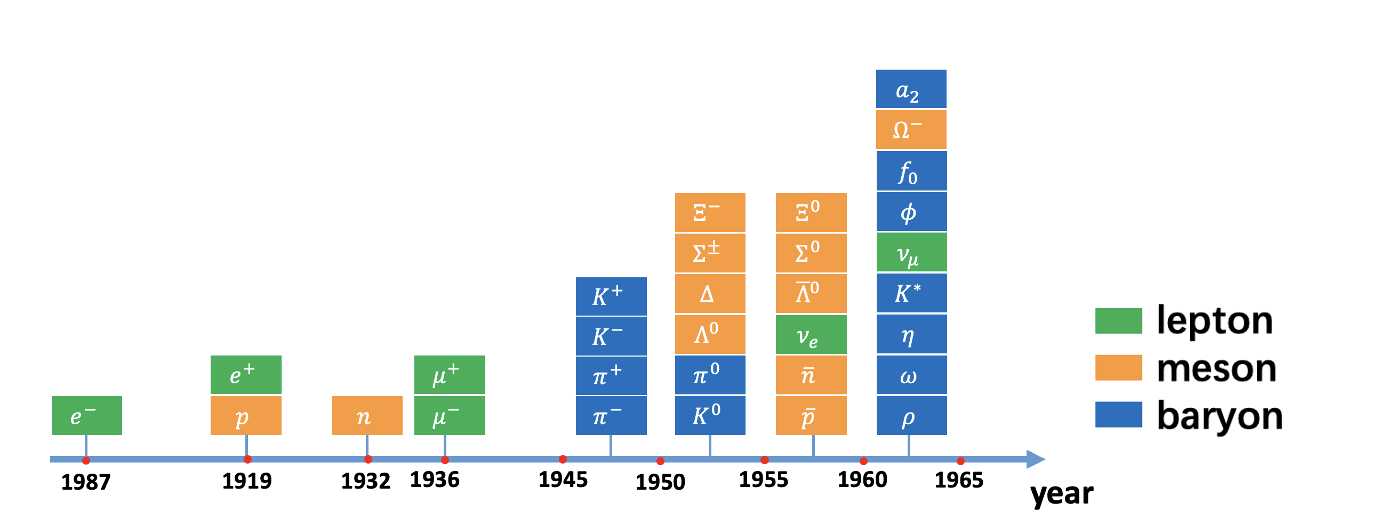 a₂
Ω⁻
f₀
ϕ
Ξ⁻ Ξ⁰ ν_μ
Σ^± Σ⁰
K⁺ Δ Λ̅⁰ K*
K⁻ Λ⁰ ν_e η
e⁺ μ⁺ π⁺ π⁰ n̄ ω
e⁻ p n μ⁻ π⁻ K⁰ p̄ ρ
1987 1919 1932 1936 1945 1950 1955 1960 1965
year
lepton
meson
baryon